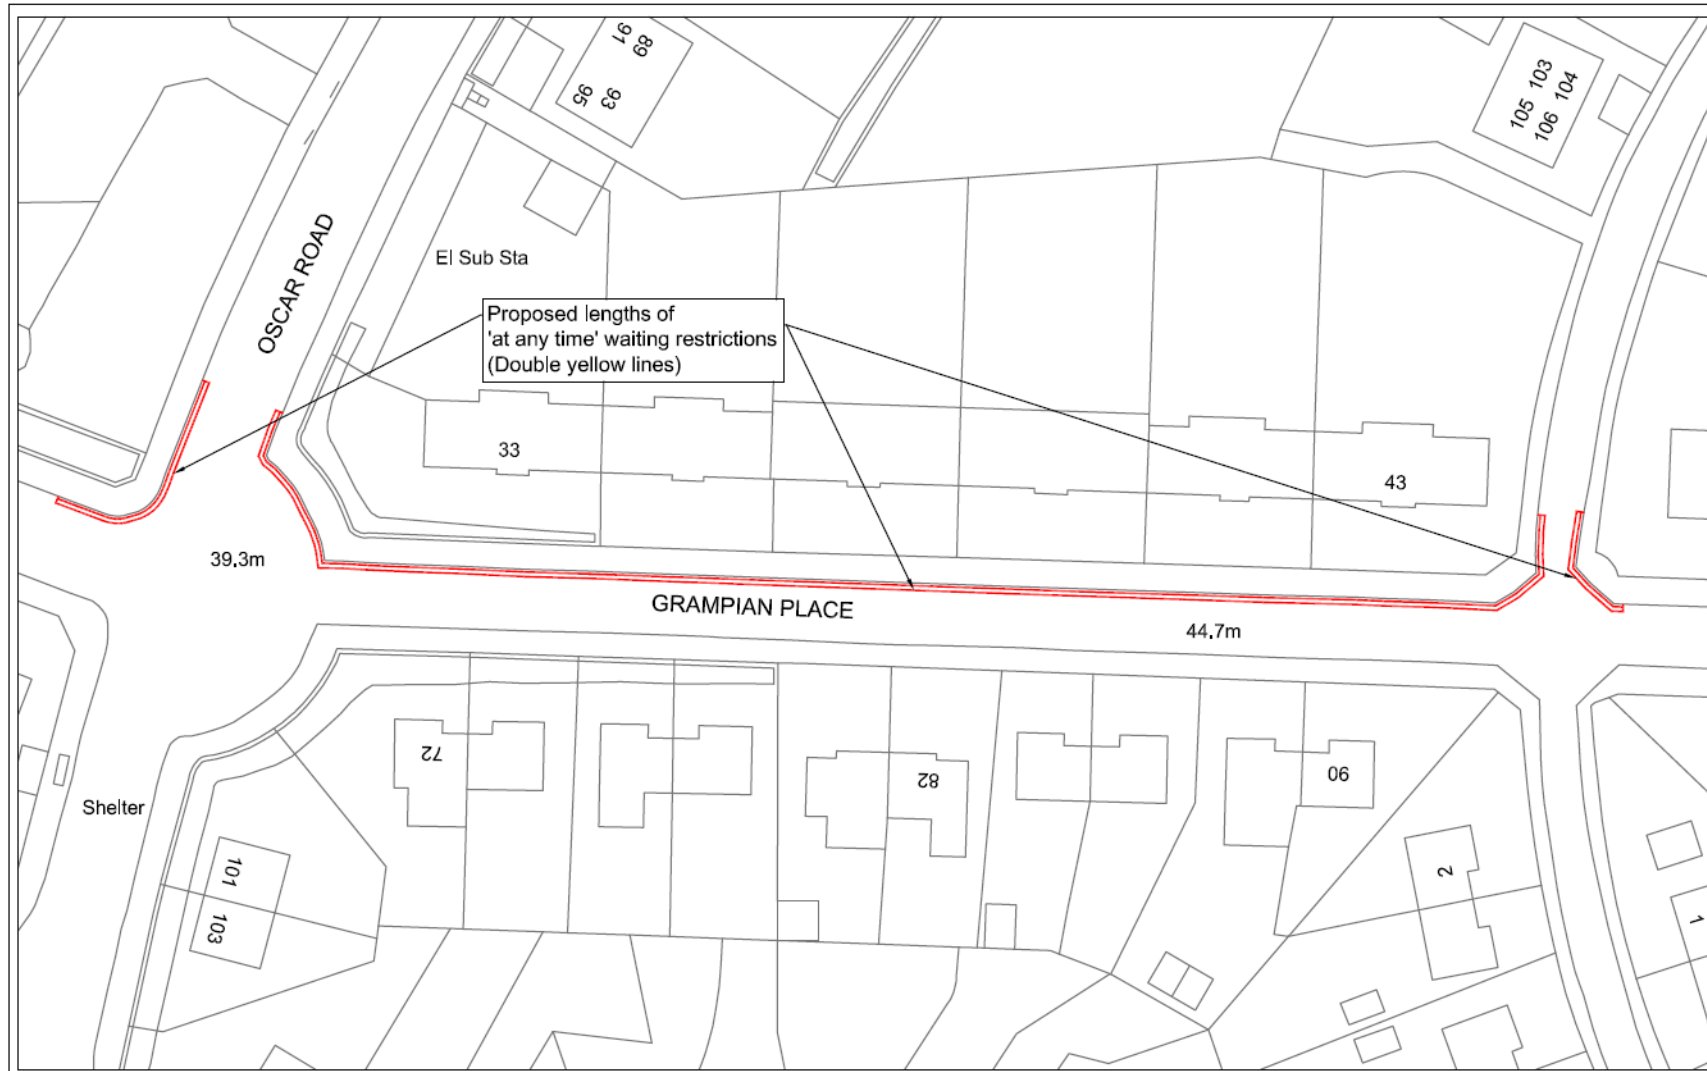 89
91
93
95
103
104
105
106
OSCAR ROAD
El Sub Sta
Proposed lengths of
'at any time' waiting restrictions
(Double yellow lines)
33
43
39.3m
GRAMPIAN PLACE
44.7m
72
82
90
Shelter
101
103
2
1